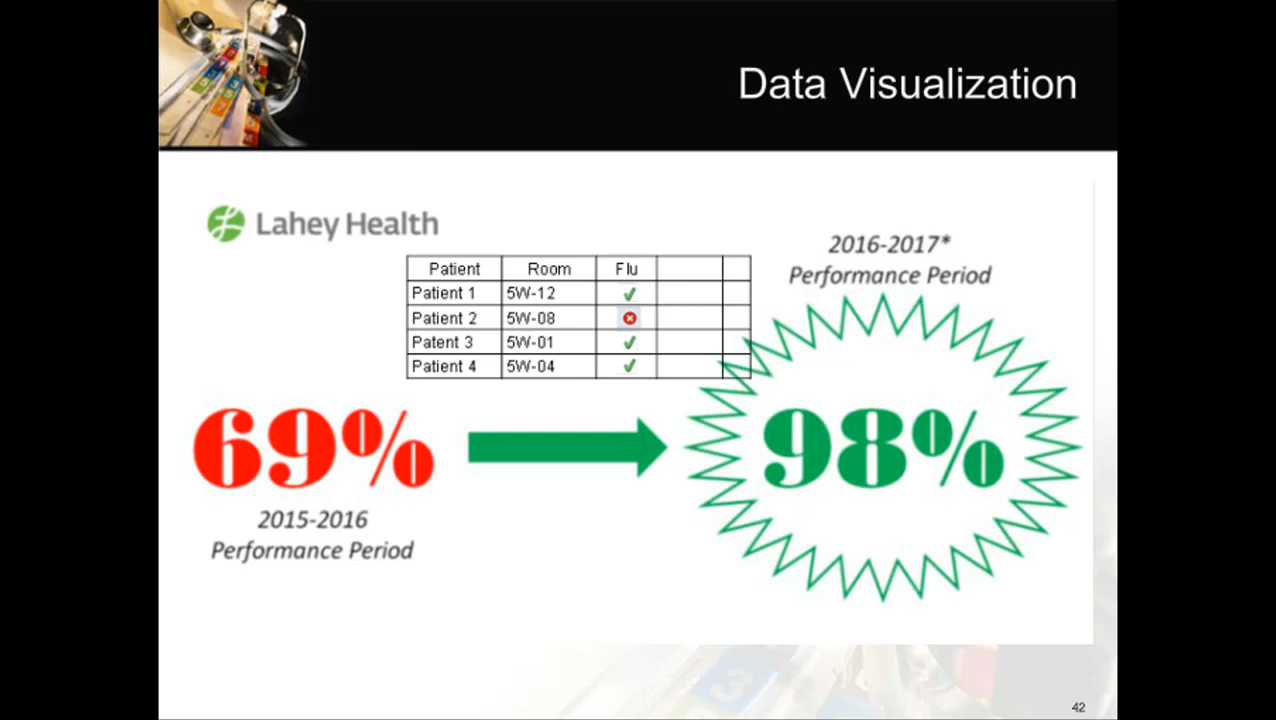 Data Visualization
Lahey Health
2016-2017*
Performance Period
Patient Room Flu
Patient 1 5W-12
Patient 2 5W-08
Patent 3 5W-01
Patient 4 5W-04
69%
98%
2015-2016
Performance Period
42